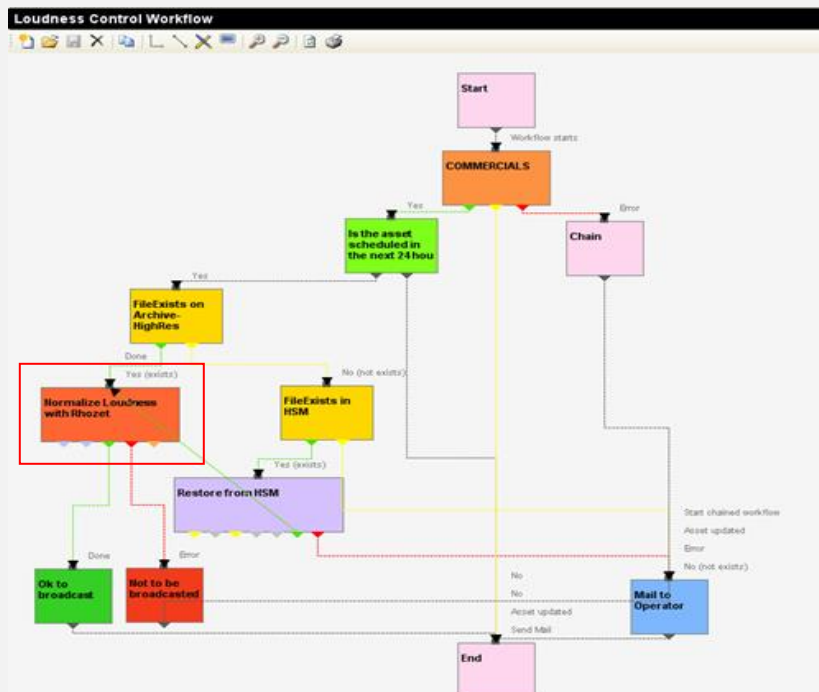 Loudness Control Workflow
Start
Workflow starts
COMMERCIALS
Yes
Error
Is the asset
scheduled in
the next 24hou
Chain
Yes
FileExists on
Archive-
HighRes
Done
Yes (exists)
No (not exists)
Normalize Loudness
with Rhozet
FileExists in
HSM
Yes (exists)
Restore from HSM
Start chained workflow
Asset updated
Error
No (not exists)
Done
Error
Ok to
broadcast
Not to be
broadcasted
No
No
Asset updated
Send Mail
Mail to
Operator
End